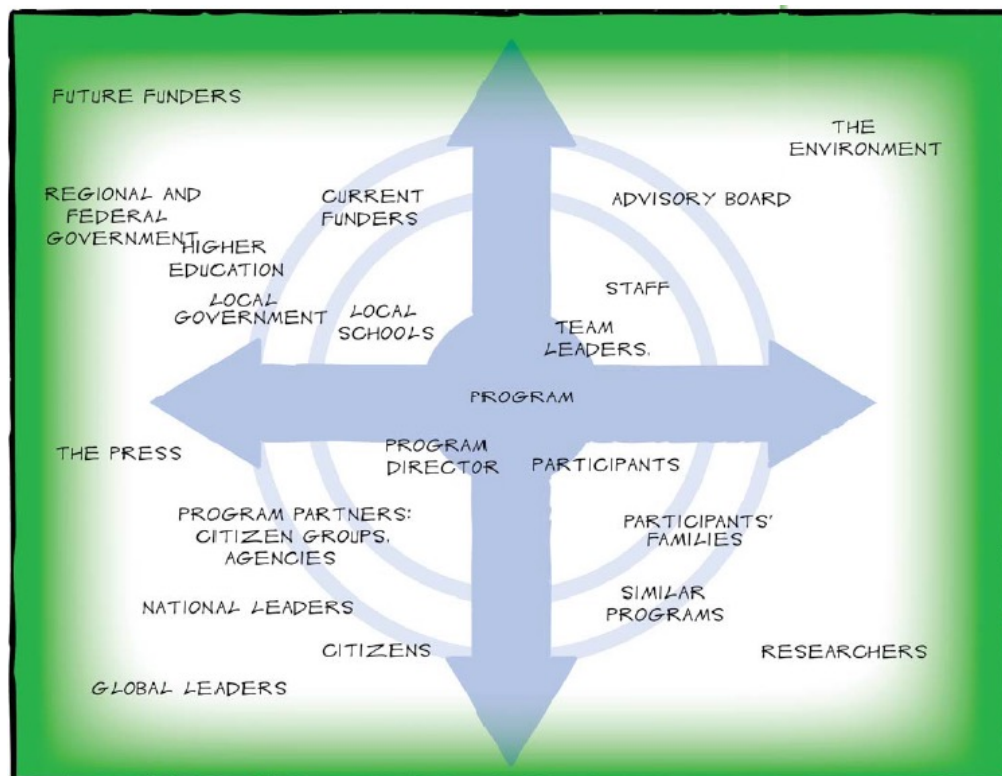 FUTURE FUNDERS
THE
ENVIRONMENT
REGIONAL AND
FEDERAL
GOVERNMENT
CURRENT
FUNDERS
ADVISORY BOARD
HIGHER
EDUCATION
STAFF
LOCAL
GOVERNMENT
LOCAL
SCHOOLS
TEAM
LEADERS.
PROGRAM
THE PRESS
PROGRAM
DIRECTOR
PARTICIPANTS
PROGRAM PARTNERS:
CITIZEN GROUPS,
AGENCIES
PARTICIPANTS'
FAMILIES
NATIONAL LEADERS
SIMILAR
PROGRAMS
CITIZENS
RESEARCHERS
GLOBAL LEADERS